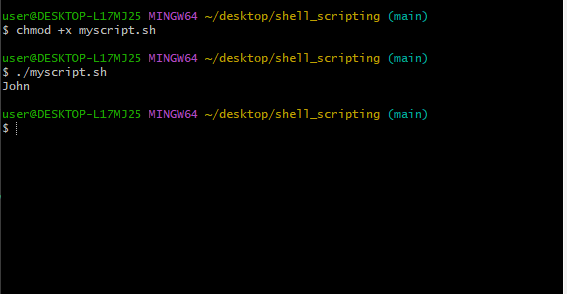 user@DESKTOP-L17MJ25 MINGW64 ~/desktop/shell_scripting (main)
$ chmod +x myscript.sh
user@DESKTOP-L17MJ25 MINGW64 ~/desktop/shell_scripting (main)
$ ./myscript.sh
John
user@DESKTOP-L17MJ25 MINGW64 ~/desktop/shell_scripting (main)
$